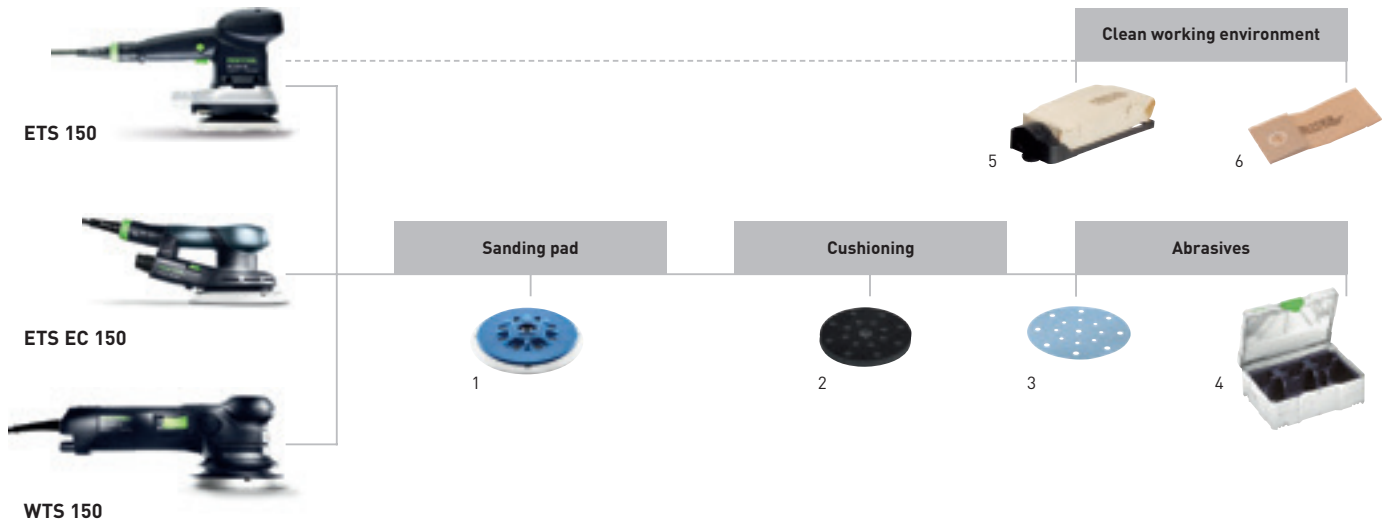 Clean working environment
ETS 150
5
6
Sanding pad
Cushioning
Abrasives
ETS EC 150
1
2
3
4
WTS 150